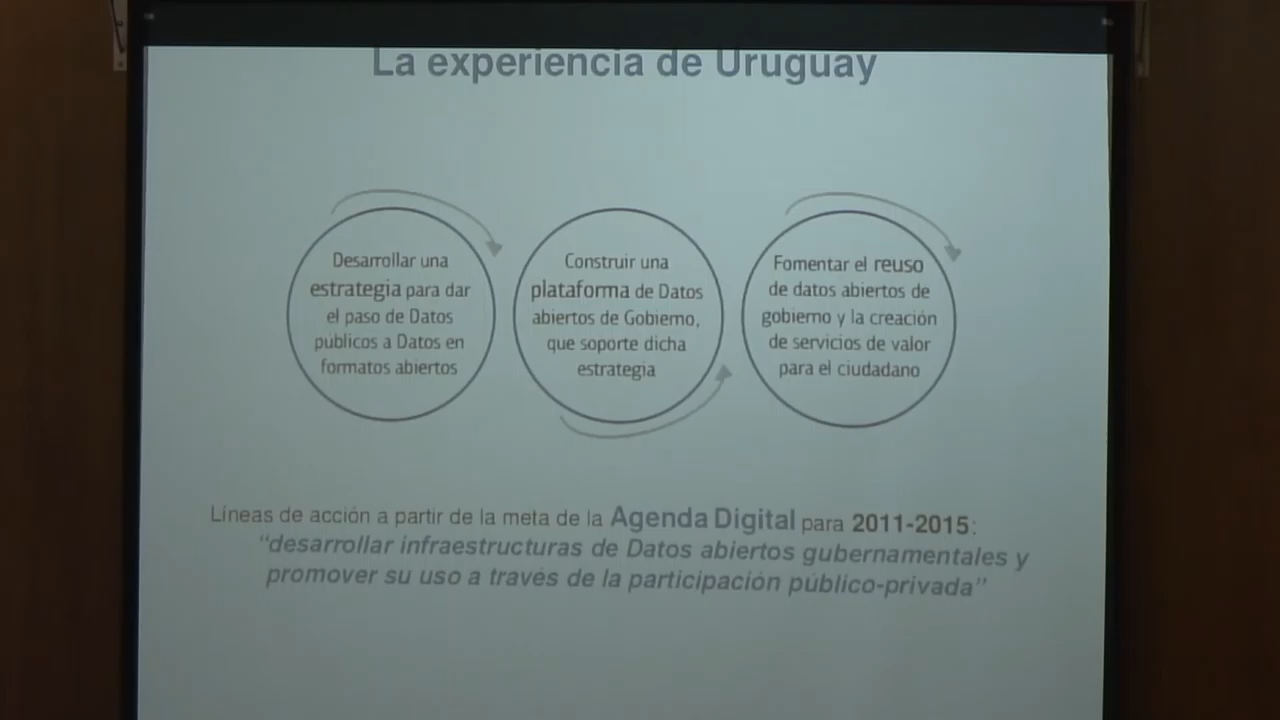 La experiencia de Uruguay
Desarrollar una
estrategia para dar
el paso de Datos
públicos a Datos en
formatos abiertos
Construir una
plataforma de Datos
abiertos de Gobierno,
que soporte dicha
estrategia
Fomentar el reuso
de datos abiertos de
gobierno y la creación
de servicios de valor
para el ciudadano
Líneas de acción a partir de la meta de la Agenda Digital para 2011-2015:
“desarrollar infraestructuras de Datos abiertos gubernamentales y
promover su uso a través de la participación público-privada”